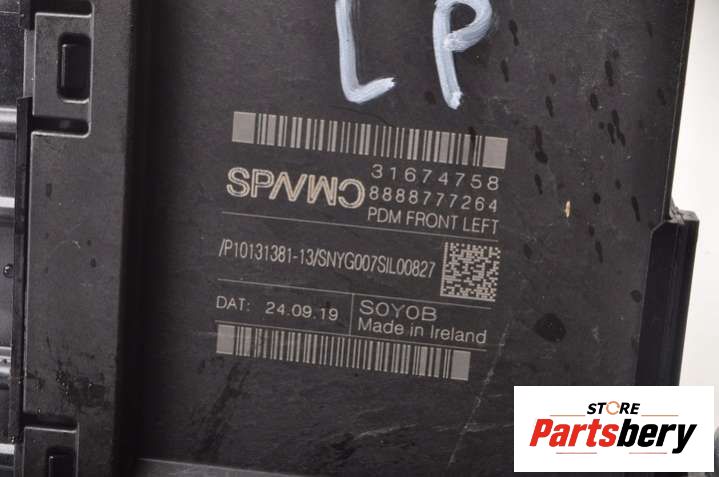 LP
31674758
8888777264
PDM FRONT LEFT
/P10131381-13/SNYG007SIL00827
DAT: 24.09.19
SOYOB
Made in Ireland
STORE
Partsbery